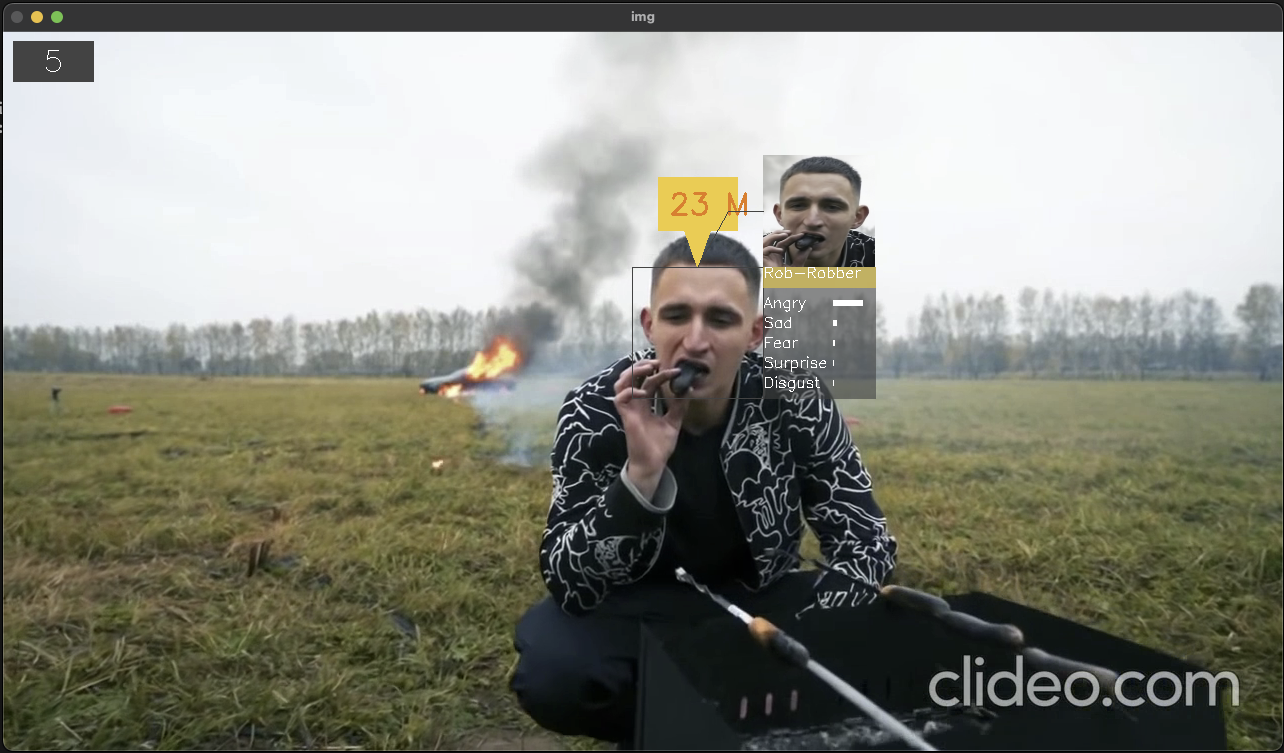 img
5
23 M
Rob-Robber
Angry
Sad
Fear
Surprise
Disgust
clideo.com